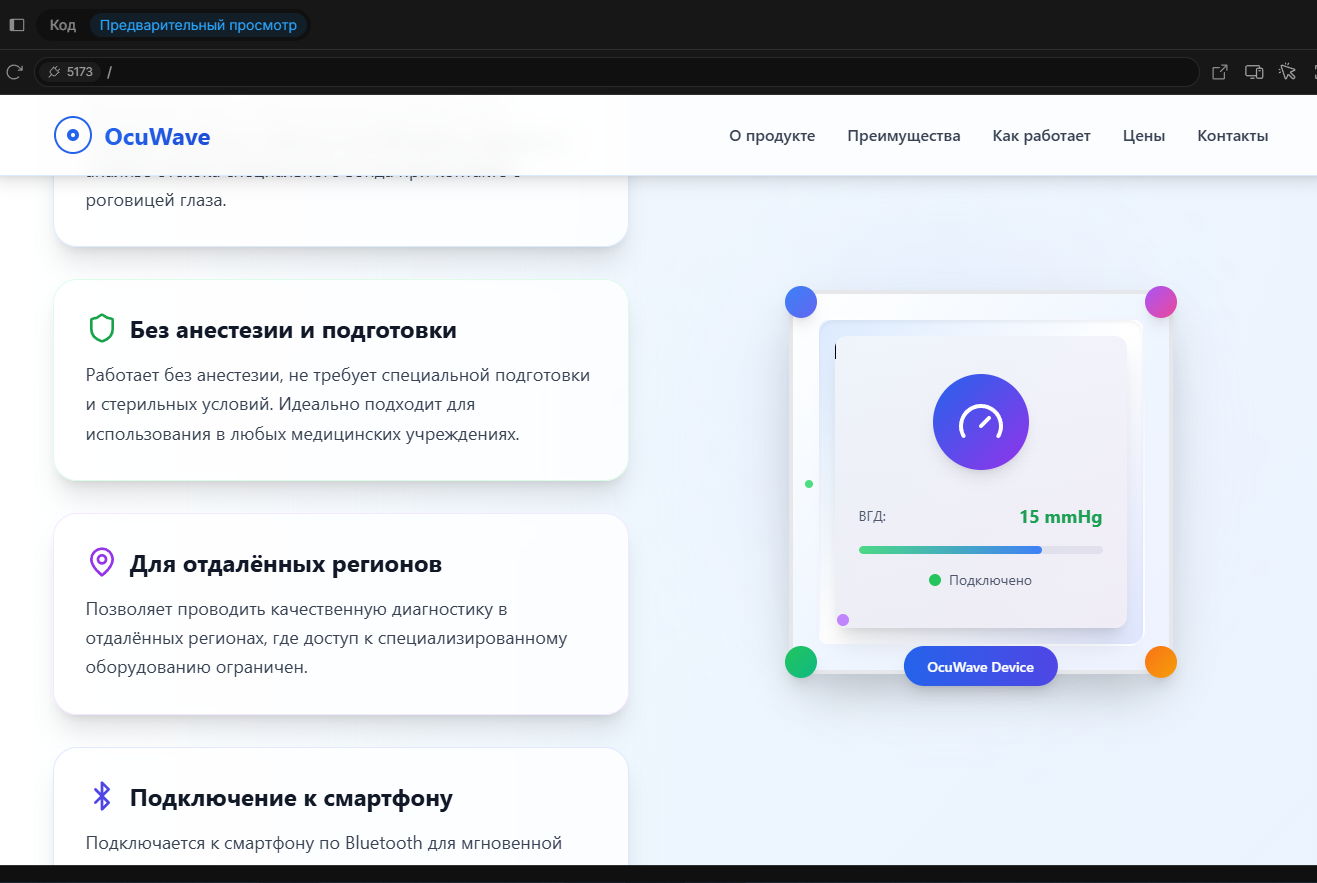 Код
Предварительный просмотр
5173 /
OcuWave
О продукте
Преимущества
Как работает
Цены
Контакты
роговицей глаза.
Без анестезии и подготовки
Работает без анестезии, не требует специальной подготовки
и стерильных условий. Идеально подходит для
использования в любых медицинских учреждениях.
Для отдалённых регионов
Позволяет проводить качественную диагностику в
отдалённых регионах, где доступ к специализированному
оборудованию ограничен.
Подключение к смартфону
Подключается к смартфону по Bluetooth для мгновенной
ВГД:
15 mmHg
Подключено
OcuWave Device